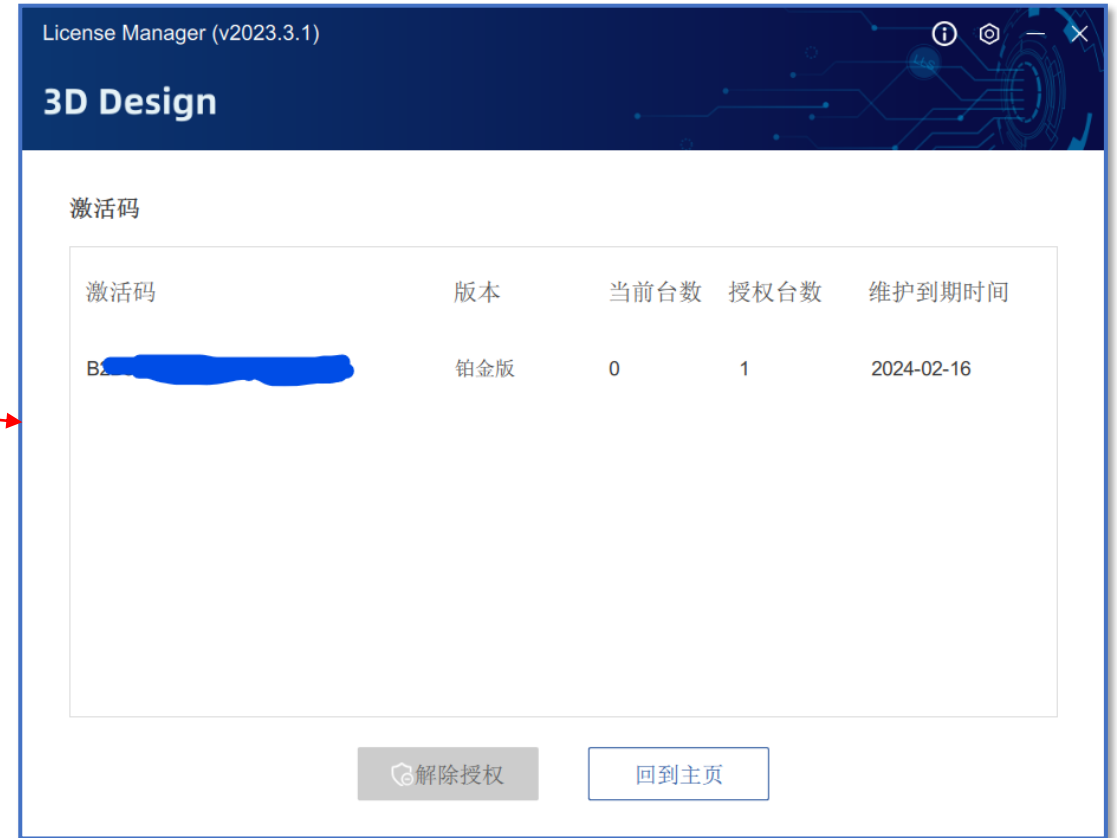 License Manager (v2023.3.1)
3D Design
激活码
激活码 版本 当前台数 授权台数 维护到期时间
铂金版 0 1 2024-02-16
解除授权 回到主页